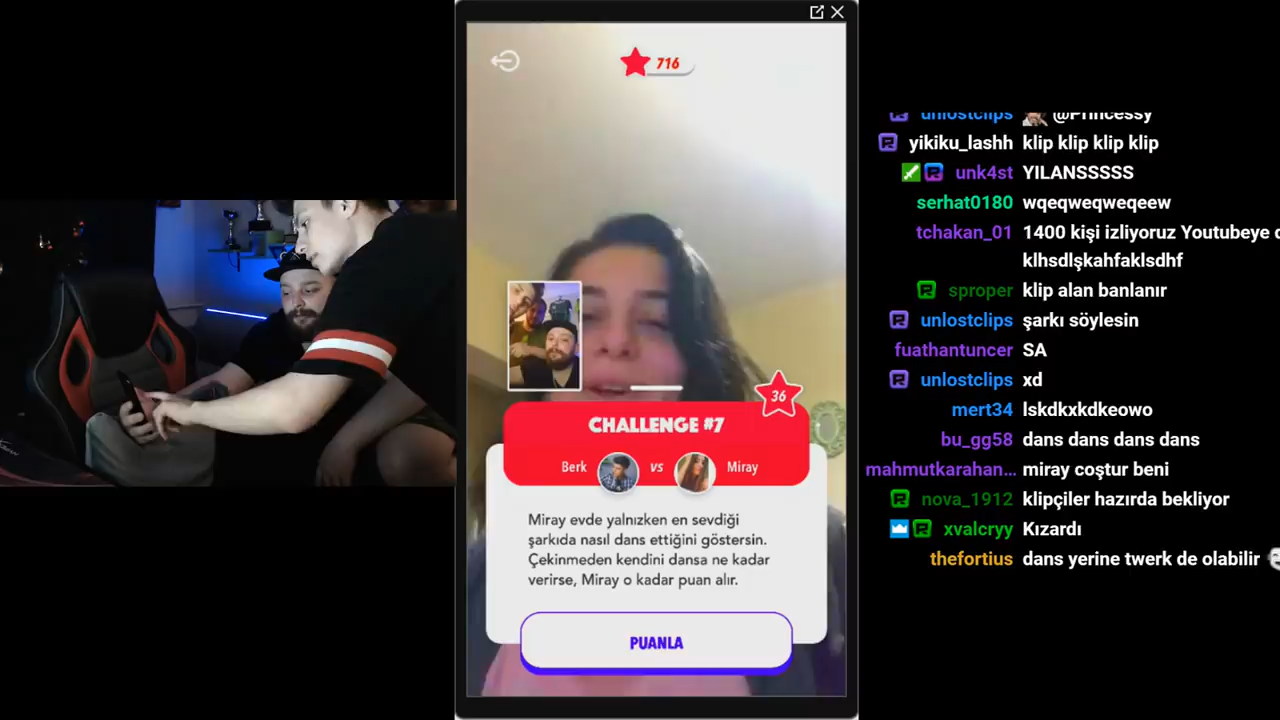 716
36
CHALLENGE #7
Berk vs Miray
Miray evde yalnızken en sevdiği
şarkıda nasıl dans ettiğini göstersin.
Çekinmeden kendini dansa ne kadar
verirse, Miray o kadar puan alır.
PUANLA
unlostclips @Princessy
yikiku_lashh klip klip klip klip
unk4st YILANSSSSS
serhat0180 wqeqweqweqeew
tchakan_01 1400 kişi izliyoruz Youtubeye
klhsdlşkahfaklsdhf
sproper klip alan banlanır
unlostclips şarkı söylesin
fuathantuncer SA
unlostclips xd
mert34 lskdkxkdkeowo
bu_gg58 dans dans dans dans
mahmutkarahan... miray coştur beni
nova_1912 klipçiler hazırda bekliyor
xvalcryy Kızardı
thefortius dans yerine twerk de olabilir